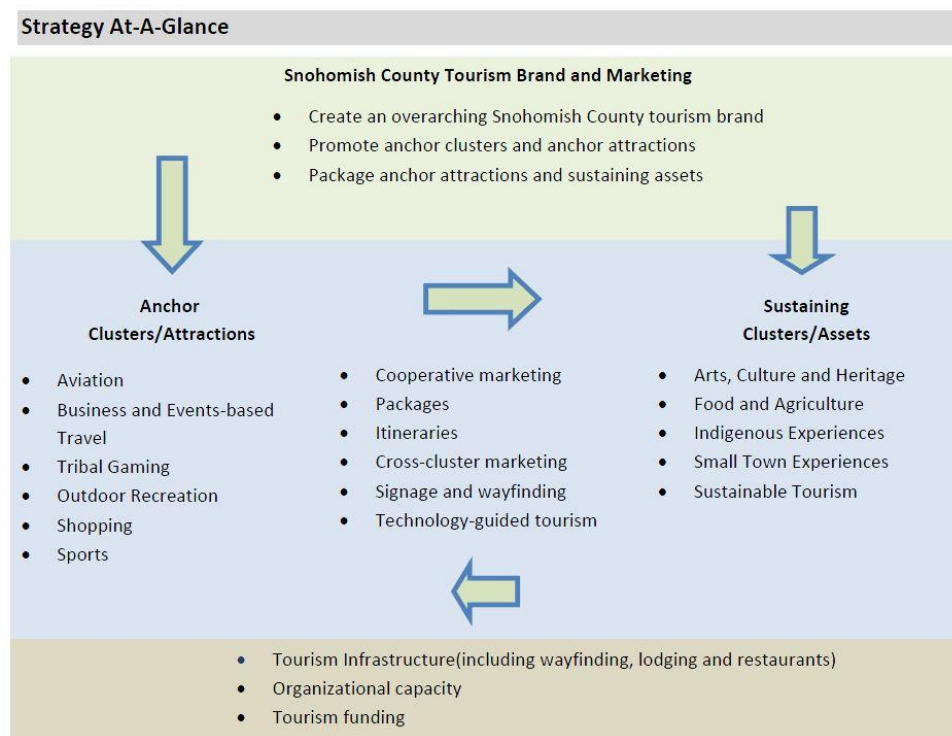 Strategy At-A-Glance
Snohomish County Tourism Brand and Marketing
• Create an overarching Snohomish County tourism brand
• Promote anchor clusters and anchor attractions
• Package anchor attractions and sustaining assets
Anchor
Clusters/Attractions
• Aviation
• Business and Events-based
Travel
• Tribal Gaming
• Outdoor Recreation
• Shopping
• Sports
• Cooperative marketing
• Packages
• Itineraries
• Cross-cluster marketing
• Signage and wayfinding
• Technology-guided tourism
Sustaining
Clusters/Assets
• Arts, Culture and Heritage
• Food and Agriculture
• Indigenous Experiences
• Small Town Experiences
• Sustainable Tourism
• Tourism Infrastructure(including wayfinding, lodging and restaurants)
• Organizational capacity
• Tourism funding